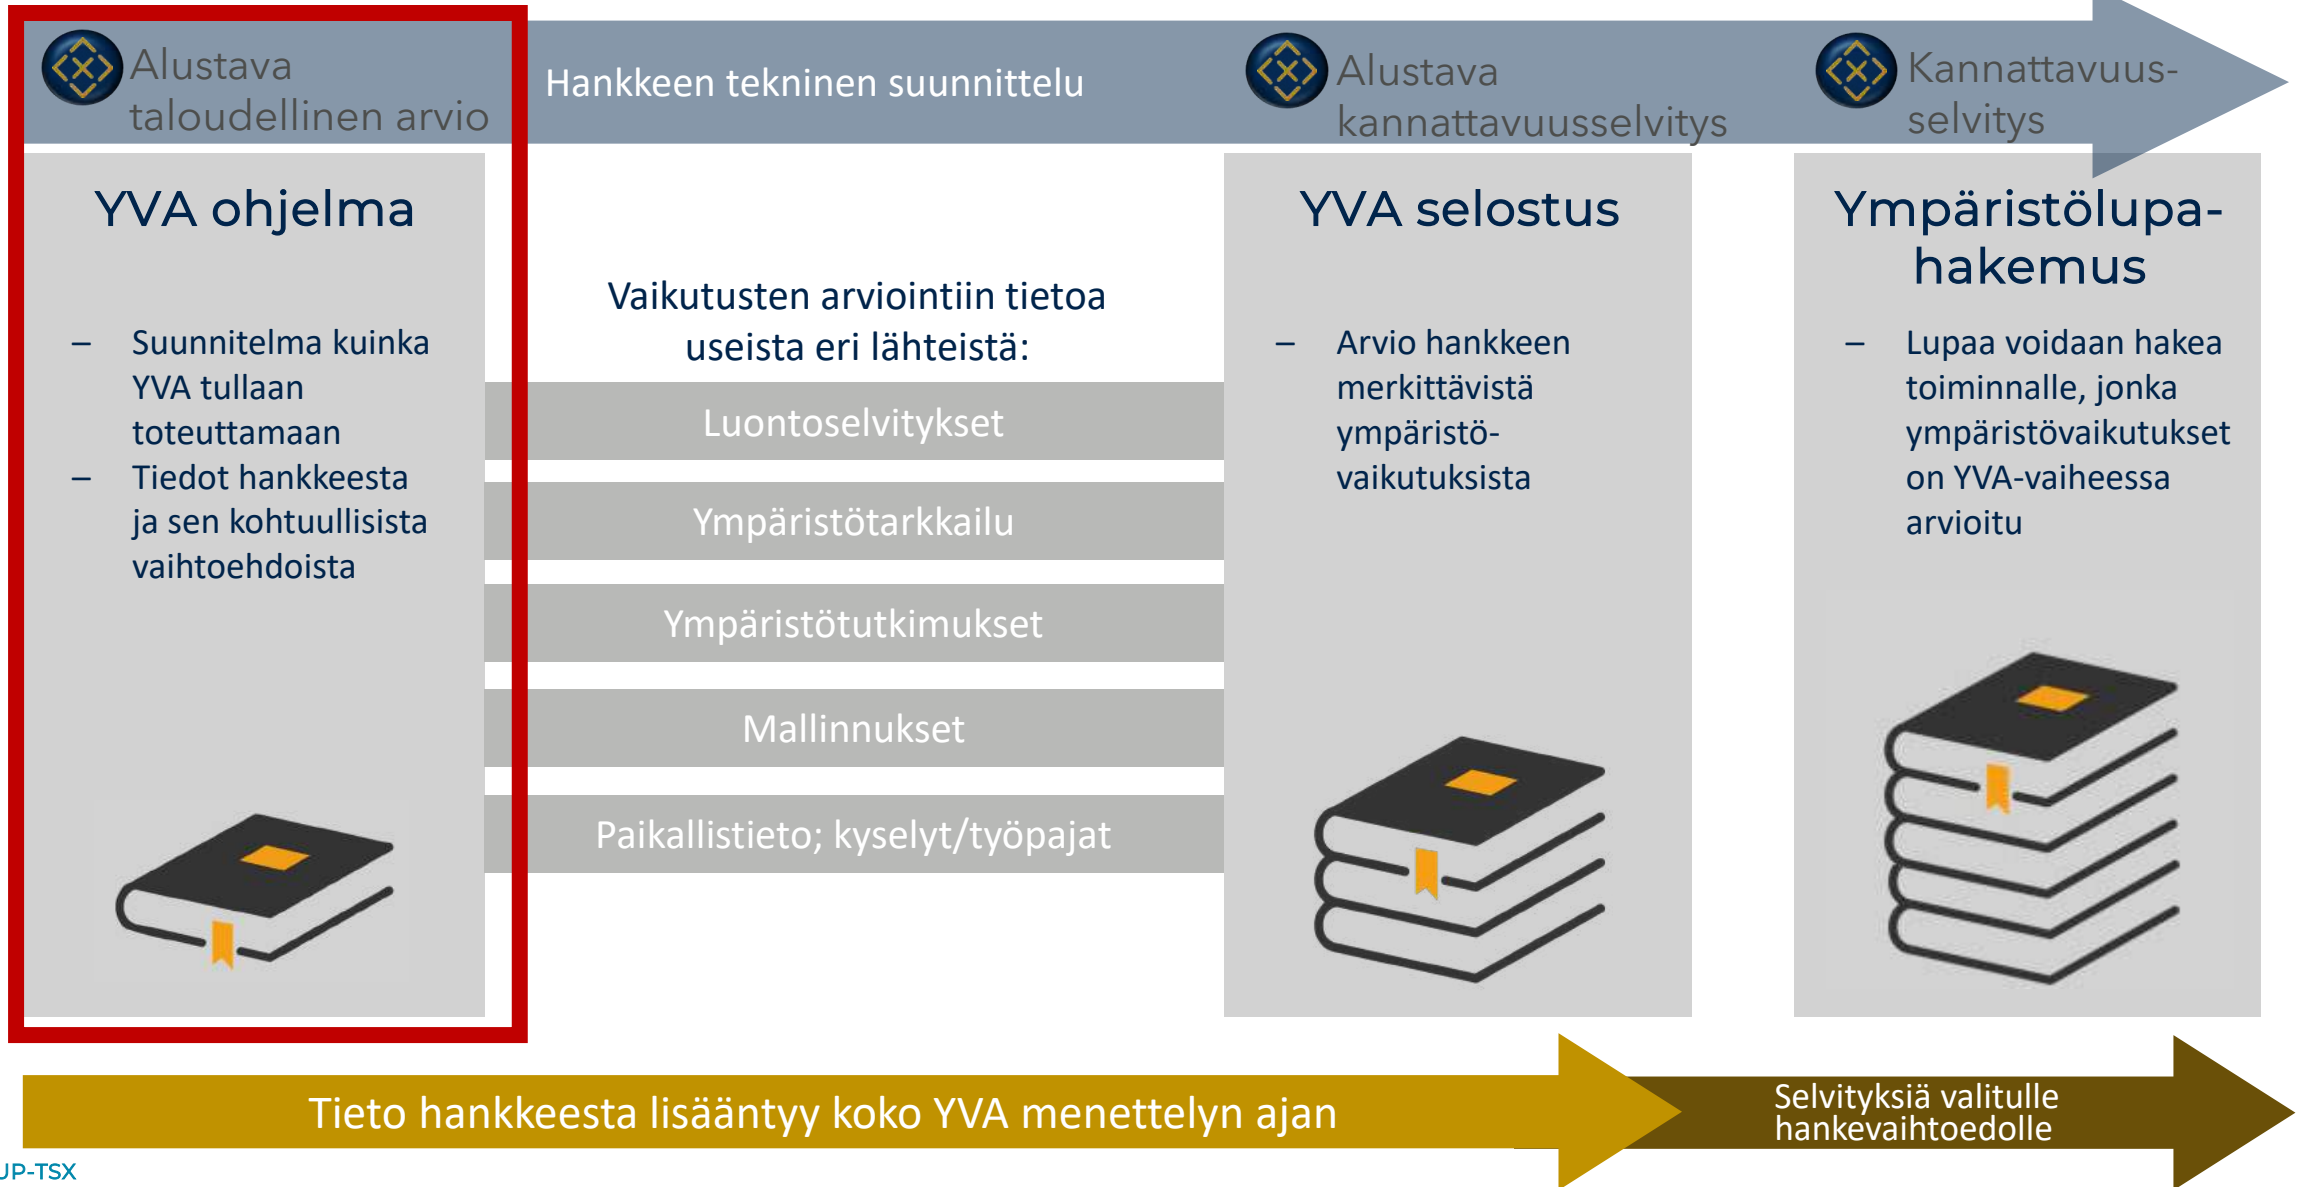 Alustava
taloudellinen arvio
Hankkeen tekninen suunnittelu
Alustava
kannattavuusselvitys
Kannattavuus-
selvitys
YVA ohjelma
– Suunnitelma kuinka
YVA tullaan
toteuttamaan
– Tiedot hankkeesta
ja sen kohtuullisista
vaihtoehdoista
Vaikutusten arviointiin tietoa
useista eri lähteistä:
Luontoselvitykset
Ympäristötarkkailu
Ympäristötutkimukset
Mallinnukset
Paikallistieto; kyselyt/työpajat
YVA selostus
– Arvio hankkeen
merkittävistä
ympäristö-
vaikutuksista
Ympäristölupa-
hakemus
– Lupaa voidaan hakea
toiminnalle, jonka
ympäristövaikutukset
on YVA-vaiheessa
arvioitu
Tieto hankkeesta lisääntyy koko YVA menettelyn ajan
Selvityksiä valitulle
hankevaihtoedolle
UP-TSX